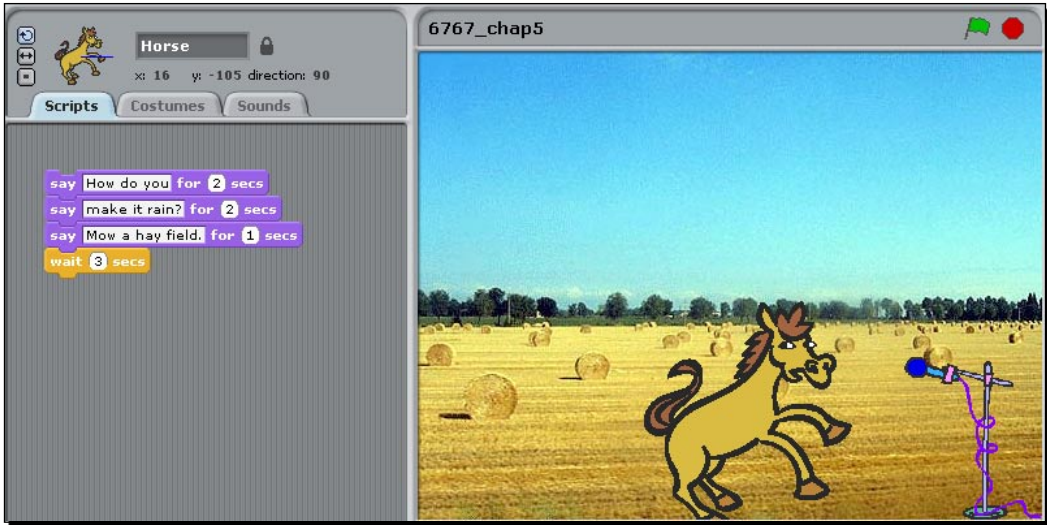 Horse
x: 16 y: -105 direction: 90
Scripts Costumes Sounds
say How do you for 2 secs
say make it rain? for 2 secs
say Mow a hay field. for 1 secs
wait 3 secs
6767_chap5